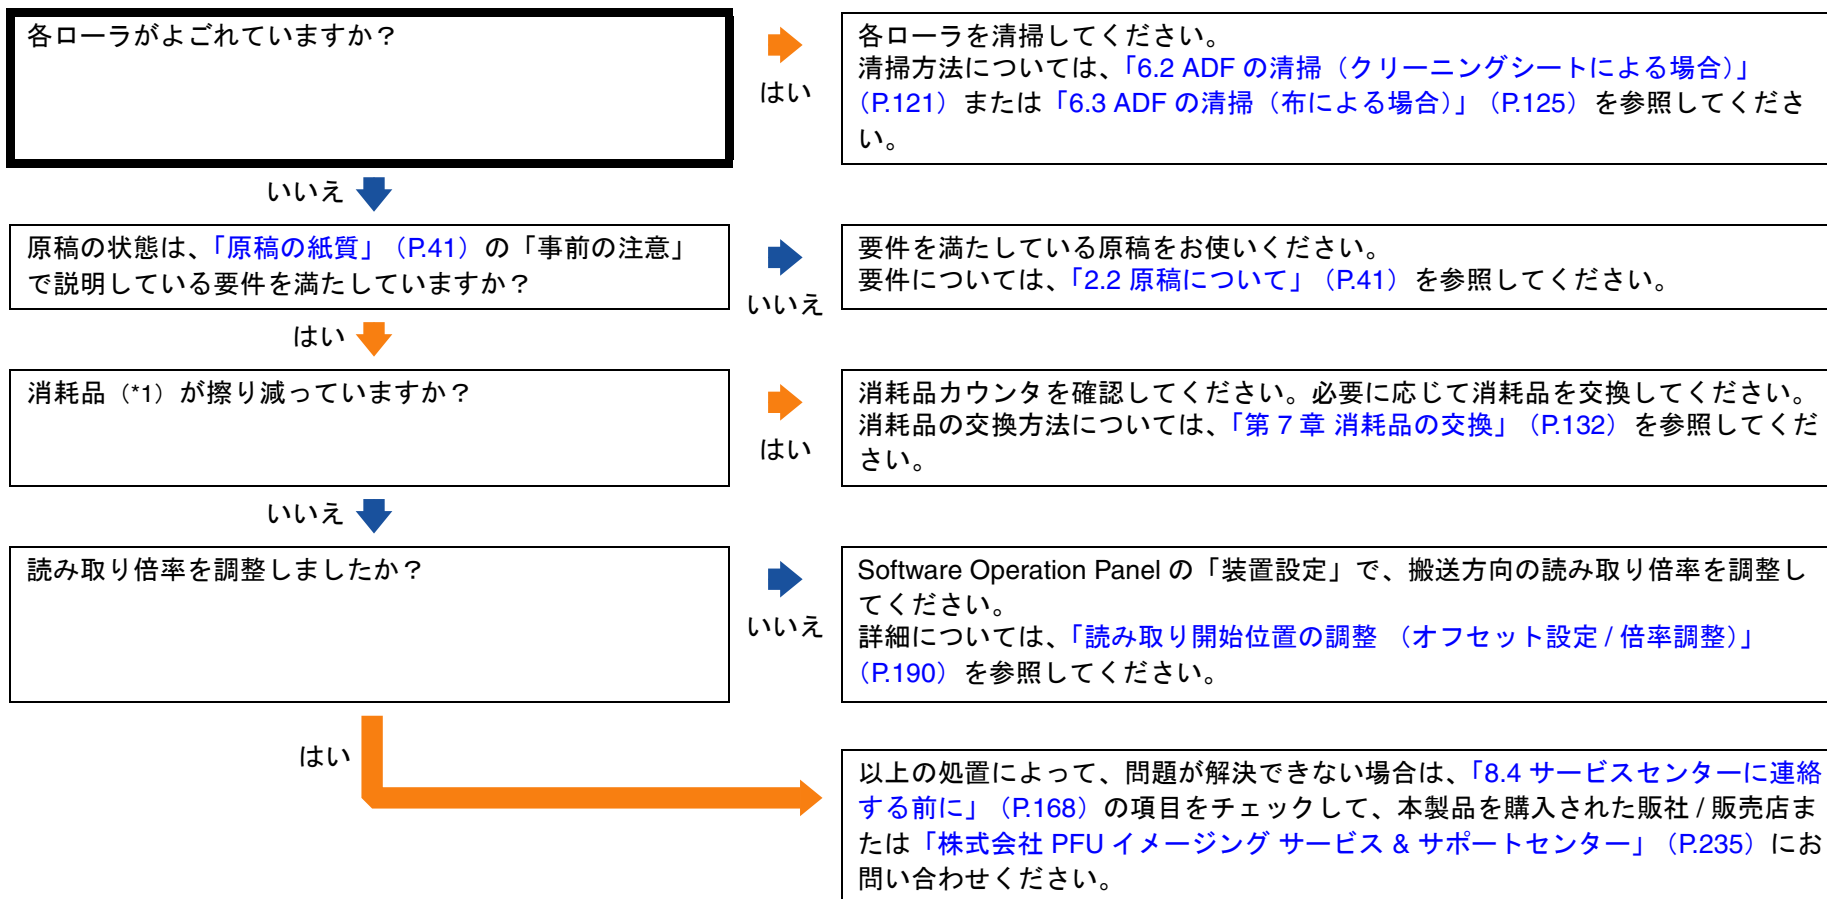 各ローラがよごれていますか？
はい
各ローラを清掃してください。
清掃方法については、「6.2 ADF の清掃（クリーニングシートによる場合）」
（P.121）または「6.3 ADF の清掃（布による場合）」（P.125）を参照してくださ
い。
いいえ
原稿の状態は、「原稿の紙質」（P.41）の「事前の注意」
で説明している要件を満たしていますか？
いいえ
要件を満たしている原稿をお使いください。
要件については、「2.2 原稿について」（P.41）を参照してください。
はい
消耗品（*1）が擦り減っていますか？
はい
消耗品カウンタを確認してください。必要に応じて消耗品を交換してください。
消耗品の交換方法については、「第 7 章 消耗品の交換」（P.132）を参照してくだ
さい。
いいえ
読み取り倍率を調整しましたか？
いいえ
Software Operation Panel の「装置設定」で、搬送方向の読み取り倍率を調整し
てください。
詳細については、「読み取り開始位置の調整 （オフセット設定 / 倍率調整）」
（P.190）を参照してください。
はい
以上の処置によって、問題が解決できない場合は、「8.4 サービスセンターに連絡
する前に」（P.168）の項目をチェックして、本製品を購入された販社 / 販売店ま
たは「株式会社 PFU イメージング サービス & サポートセンター」（P.235）にお
問い合わせください。